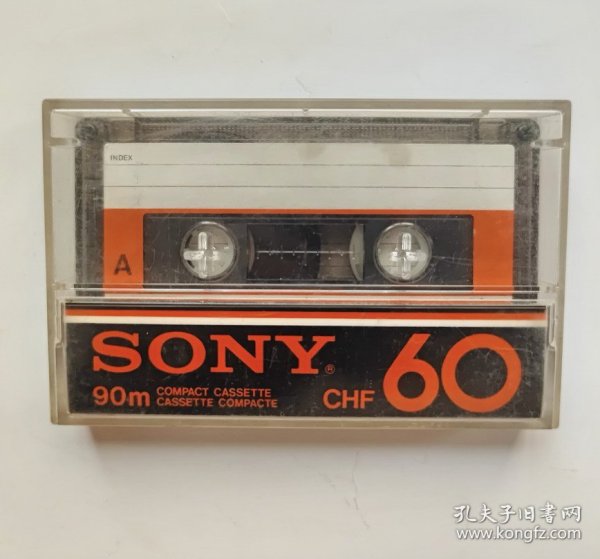 INDEX
A
SONY®
90m COMPACT CASSETTE
CASSETTE COMPACTE
CHF 60
孔夫子旧书网
www.kongfz.com